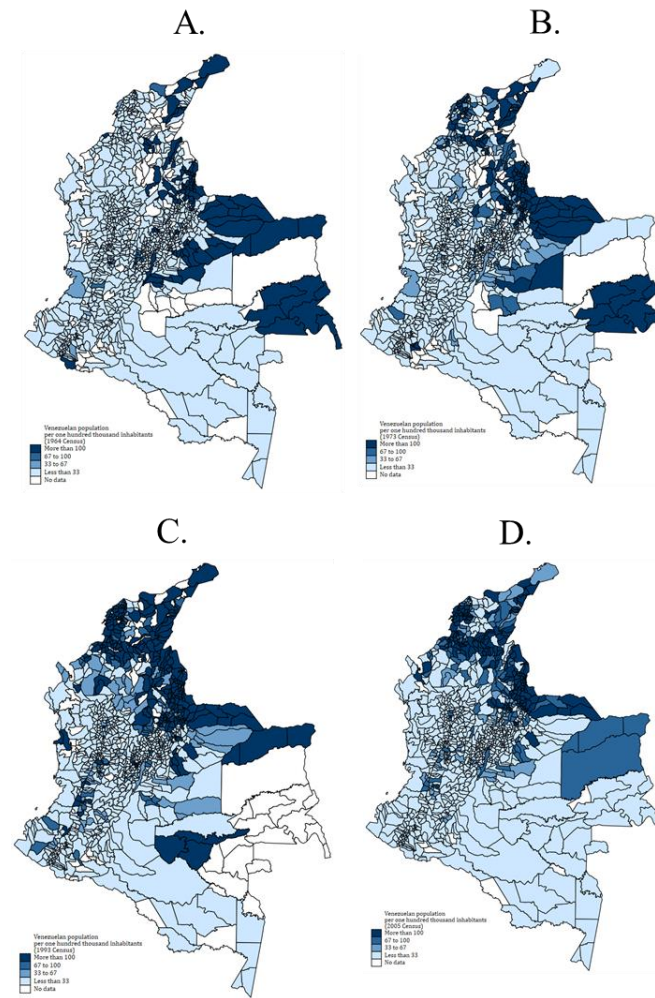 A.
B.
Venezuelan population
per one hundred thousand inhabitants
(1964 Census)
More than 100
67 to 100
33 to 67
Less than 33
No data
Venezuelan population
per one hundred thousand inhabitants
(1973 Census)
More than 100
67 to 100
33 to 67
Less than 33
No data
C.
D.
Venezuelan population
per one hundred thousand inhabitants
(1993 Census)
More than 100
67 to 100
33 to 67
Less than 33
No data
Venezuelan population
per one hundred thousand inhabitants
(2005 Census)
More than 100
67 to 100
33 to 67
Less than 33
No data